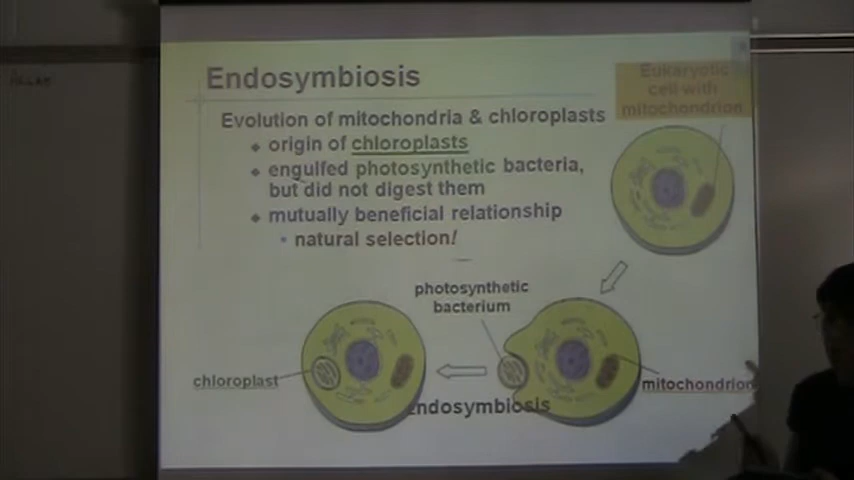 Endosymbiosis
Eukaryotic
cell with
mitochondrion
Evolution of mitochondria & chloroplasts
origin of chloroplasts
engulfed photosynthetic bacteria,
but did not digest them
mutually beneficial relationship
natural selection!
photosynthetic
bacterium
chloroplast
mitochondrion
Endosymbiosis